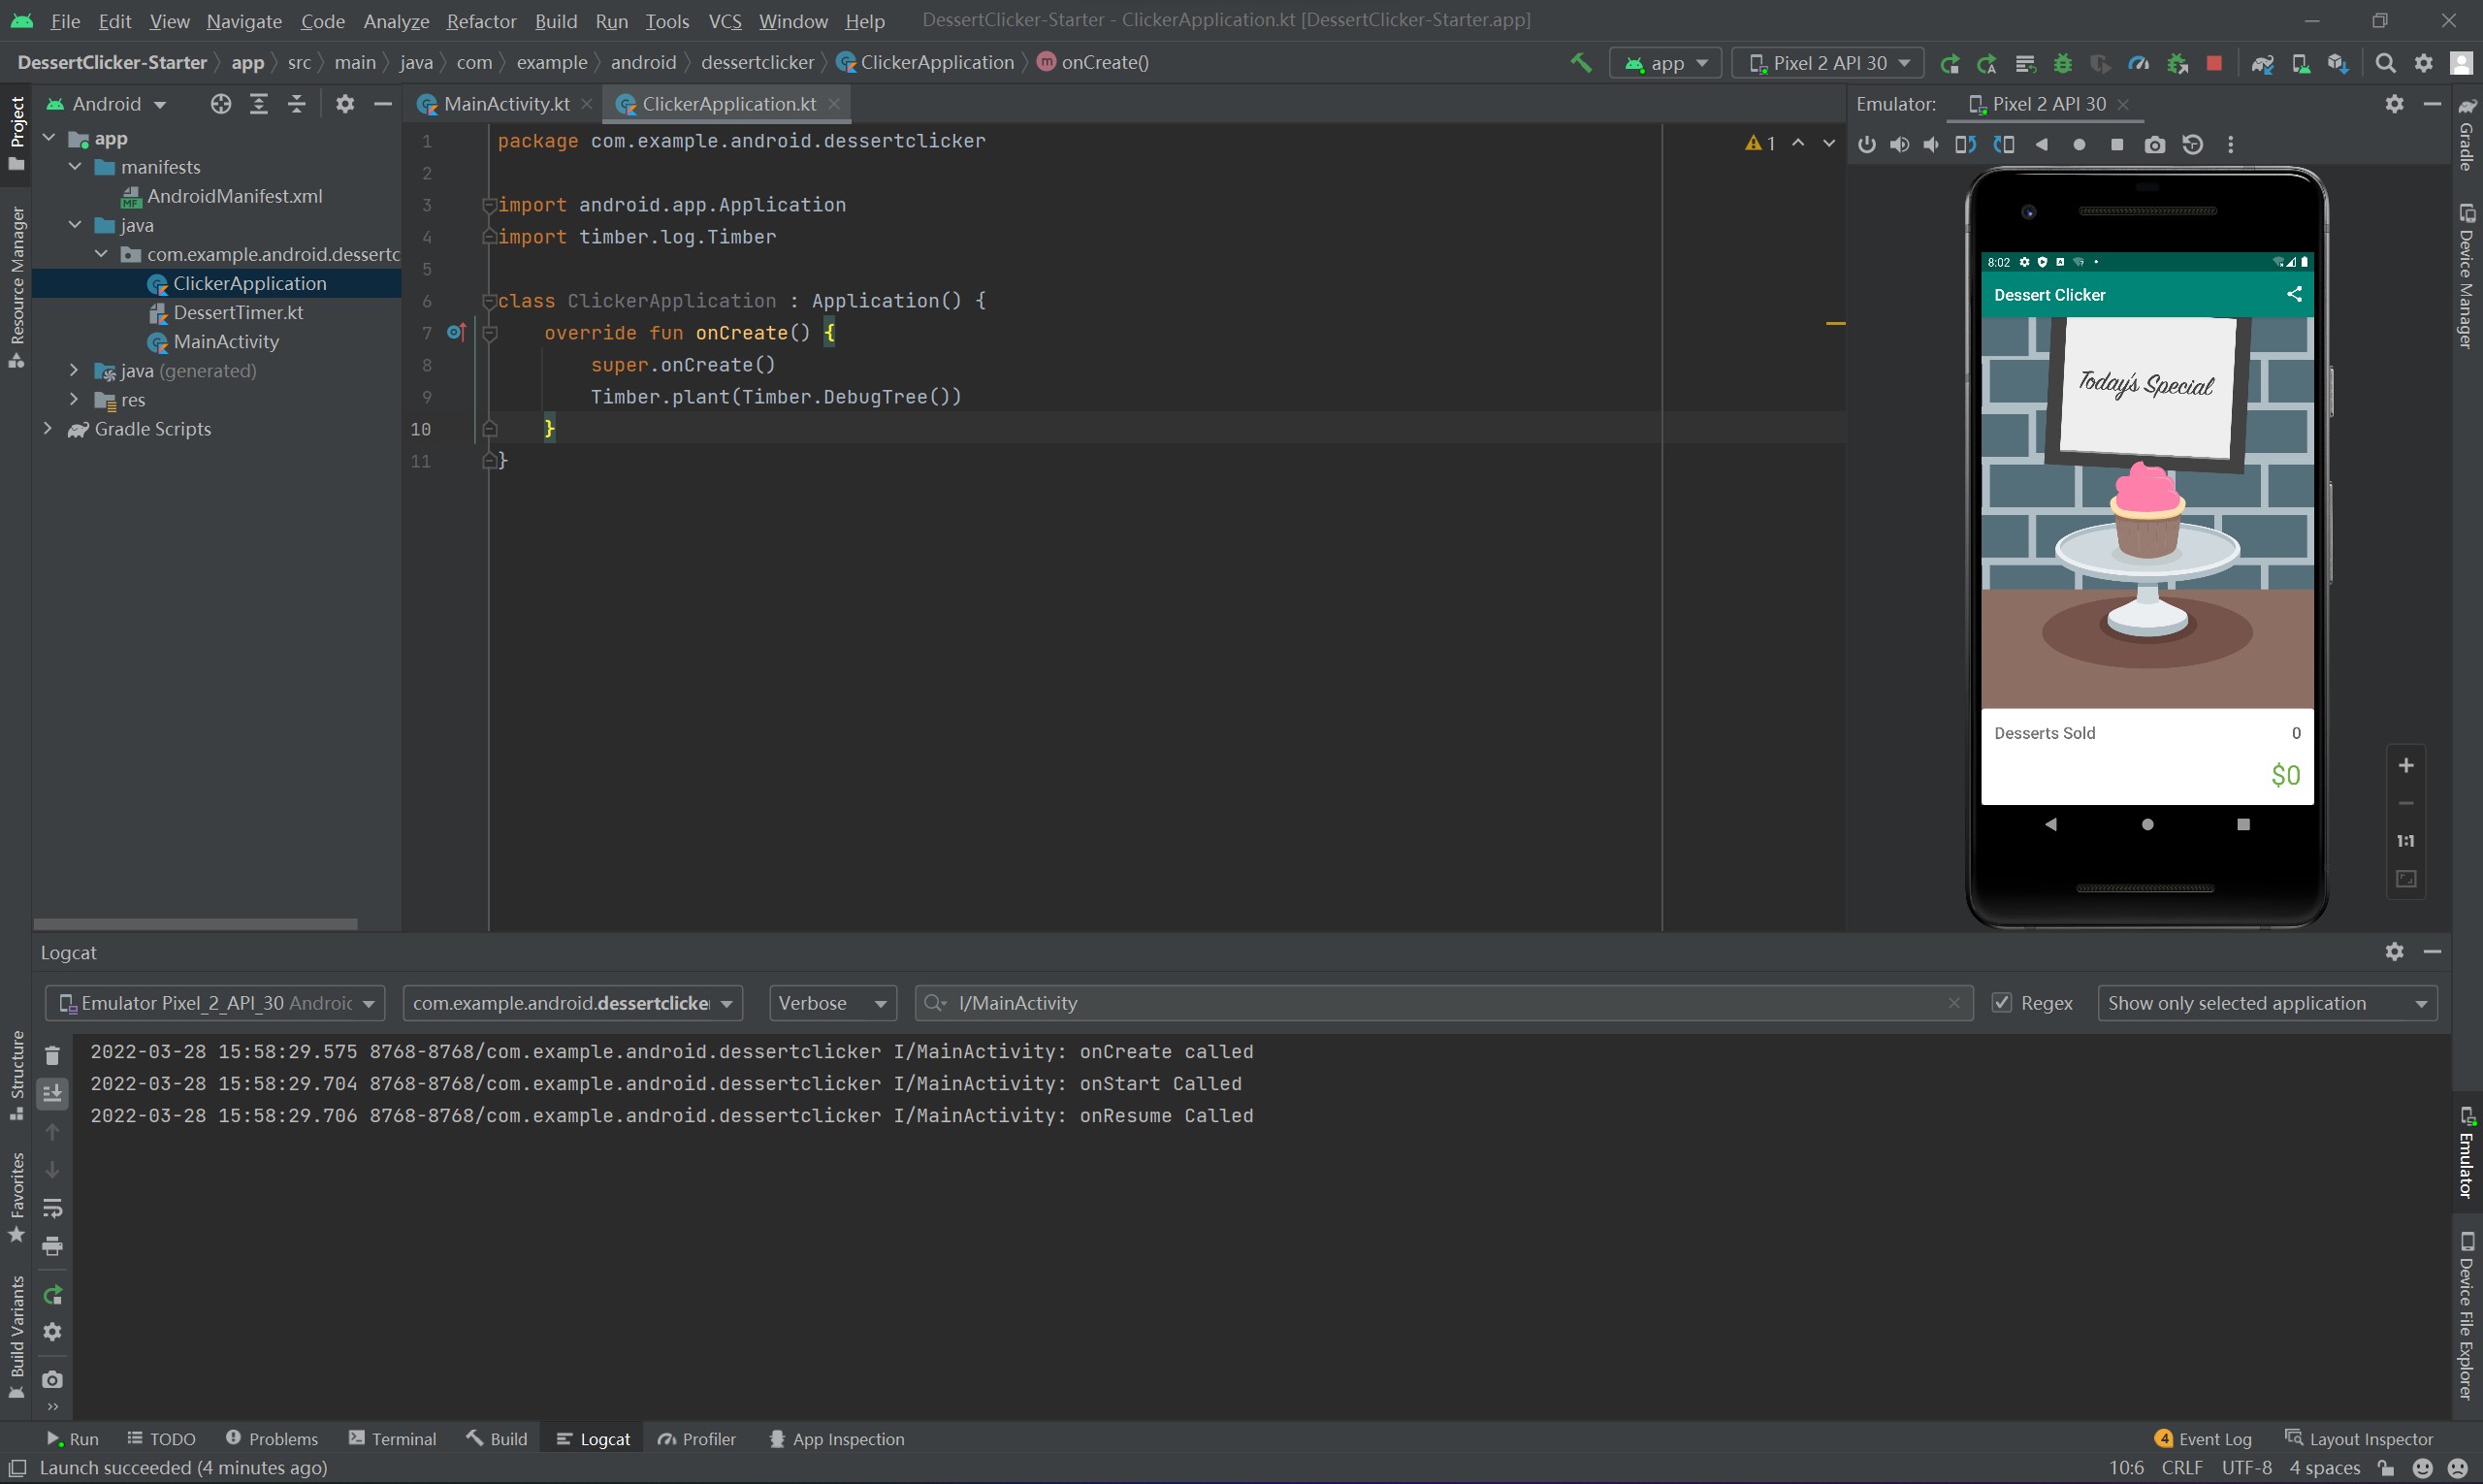 File Edit View Navigate Code Analyze Refactor Build Run Tools VCS Window Help DessertClicker-Starter - ClickerApplication.kt [DessertClicker-Starter.app]
DessertClicker-Starter app src main java com example android dessertclicker ClickerApplication onCreate() app Pixel 2 API 30
Project
Resource Manager
Structure
Favorites
Build Variants
Android
app
manifests
AndroidManifest.xml
java
com.example.android.dessertc
ClickerApplication
DessertTimer.kt
MainActivity
java (generated)
res
Gradle Scripts
MainActivity.kt ClickerApplication.kt
1 package com.example.android.dessertclicker
2
3 import android.app.Application
4 import timber.log.Timber
5
6 class ClickerApplication : Application() {
7 override fun onCreate() {
8 super.onCreate()
9 Timber.plant(Timber.DebugTree())
10 }
11 }
1
Emulator: Pixel 2 API 30
8:02
Dessert Clicker
Today's Special
Desserts Sold 0
$0
1:1
Gradle
Device Manager
Emulator
Device File Explorer
Logcat
Emulator Pixel_2_API_30 Androic com.example.android.dessertclicke Verbose I/MainActivity Regex Show only selected application
2022-03-28 15:58:29.575 8768-8768/com.example.android.dessertclicker I/MainActivity: onCreate called
2022-03-28 15:58:29.704 8768-8768/com.example.android.dessertclicker I/MainActivity: onStart Called
2022-03-28 15:58:29.706 8768-8768/com.example.android.dessertclicker I/MainActivity: onResume Called
Run TODO Problems Terminal Build Logcat Profiler App Inspection 4 Event Log Layout Inspector
Launch succeeded (4 minutes ago) 10:6 CRLF UTF-8 4 spaces